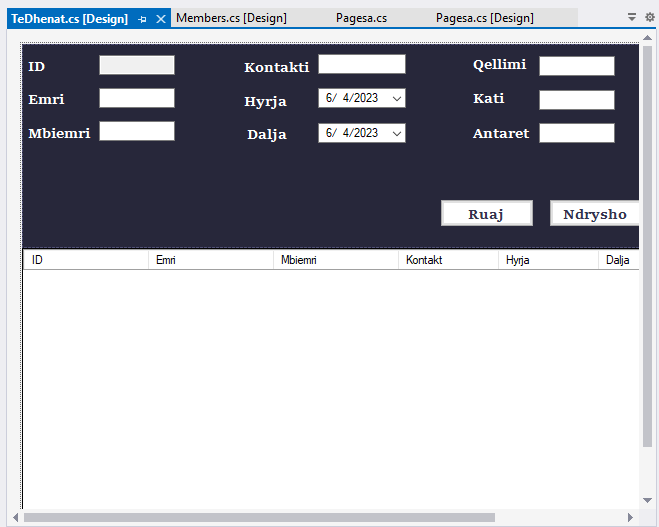 TeDhenat.cs [Design] Members.cs [Design] Pagesa.cs Pagesa.cs [Design]
ID Kontakti Qellimi
Emri Hyrja 6/ 4/2023 Kati
Mbiemri Dalja 6/ 4/2023 Antaret
Ruaj Ndrysho
ID Emri Mbiemri Kontakt Hyrja Dalja